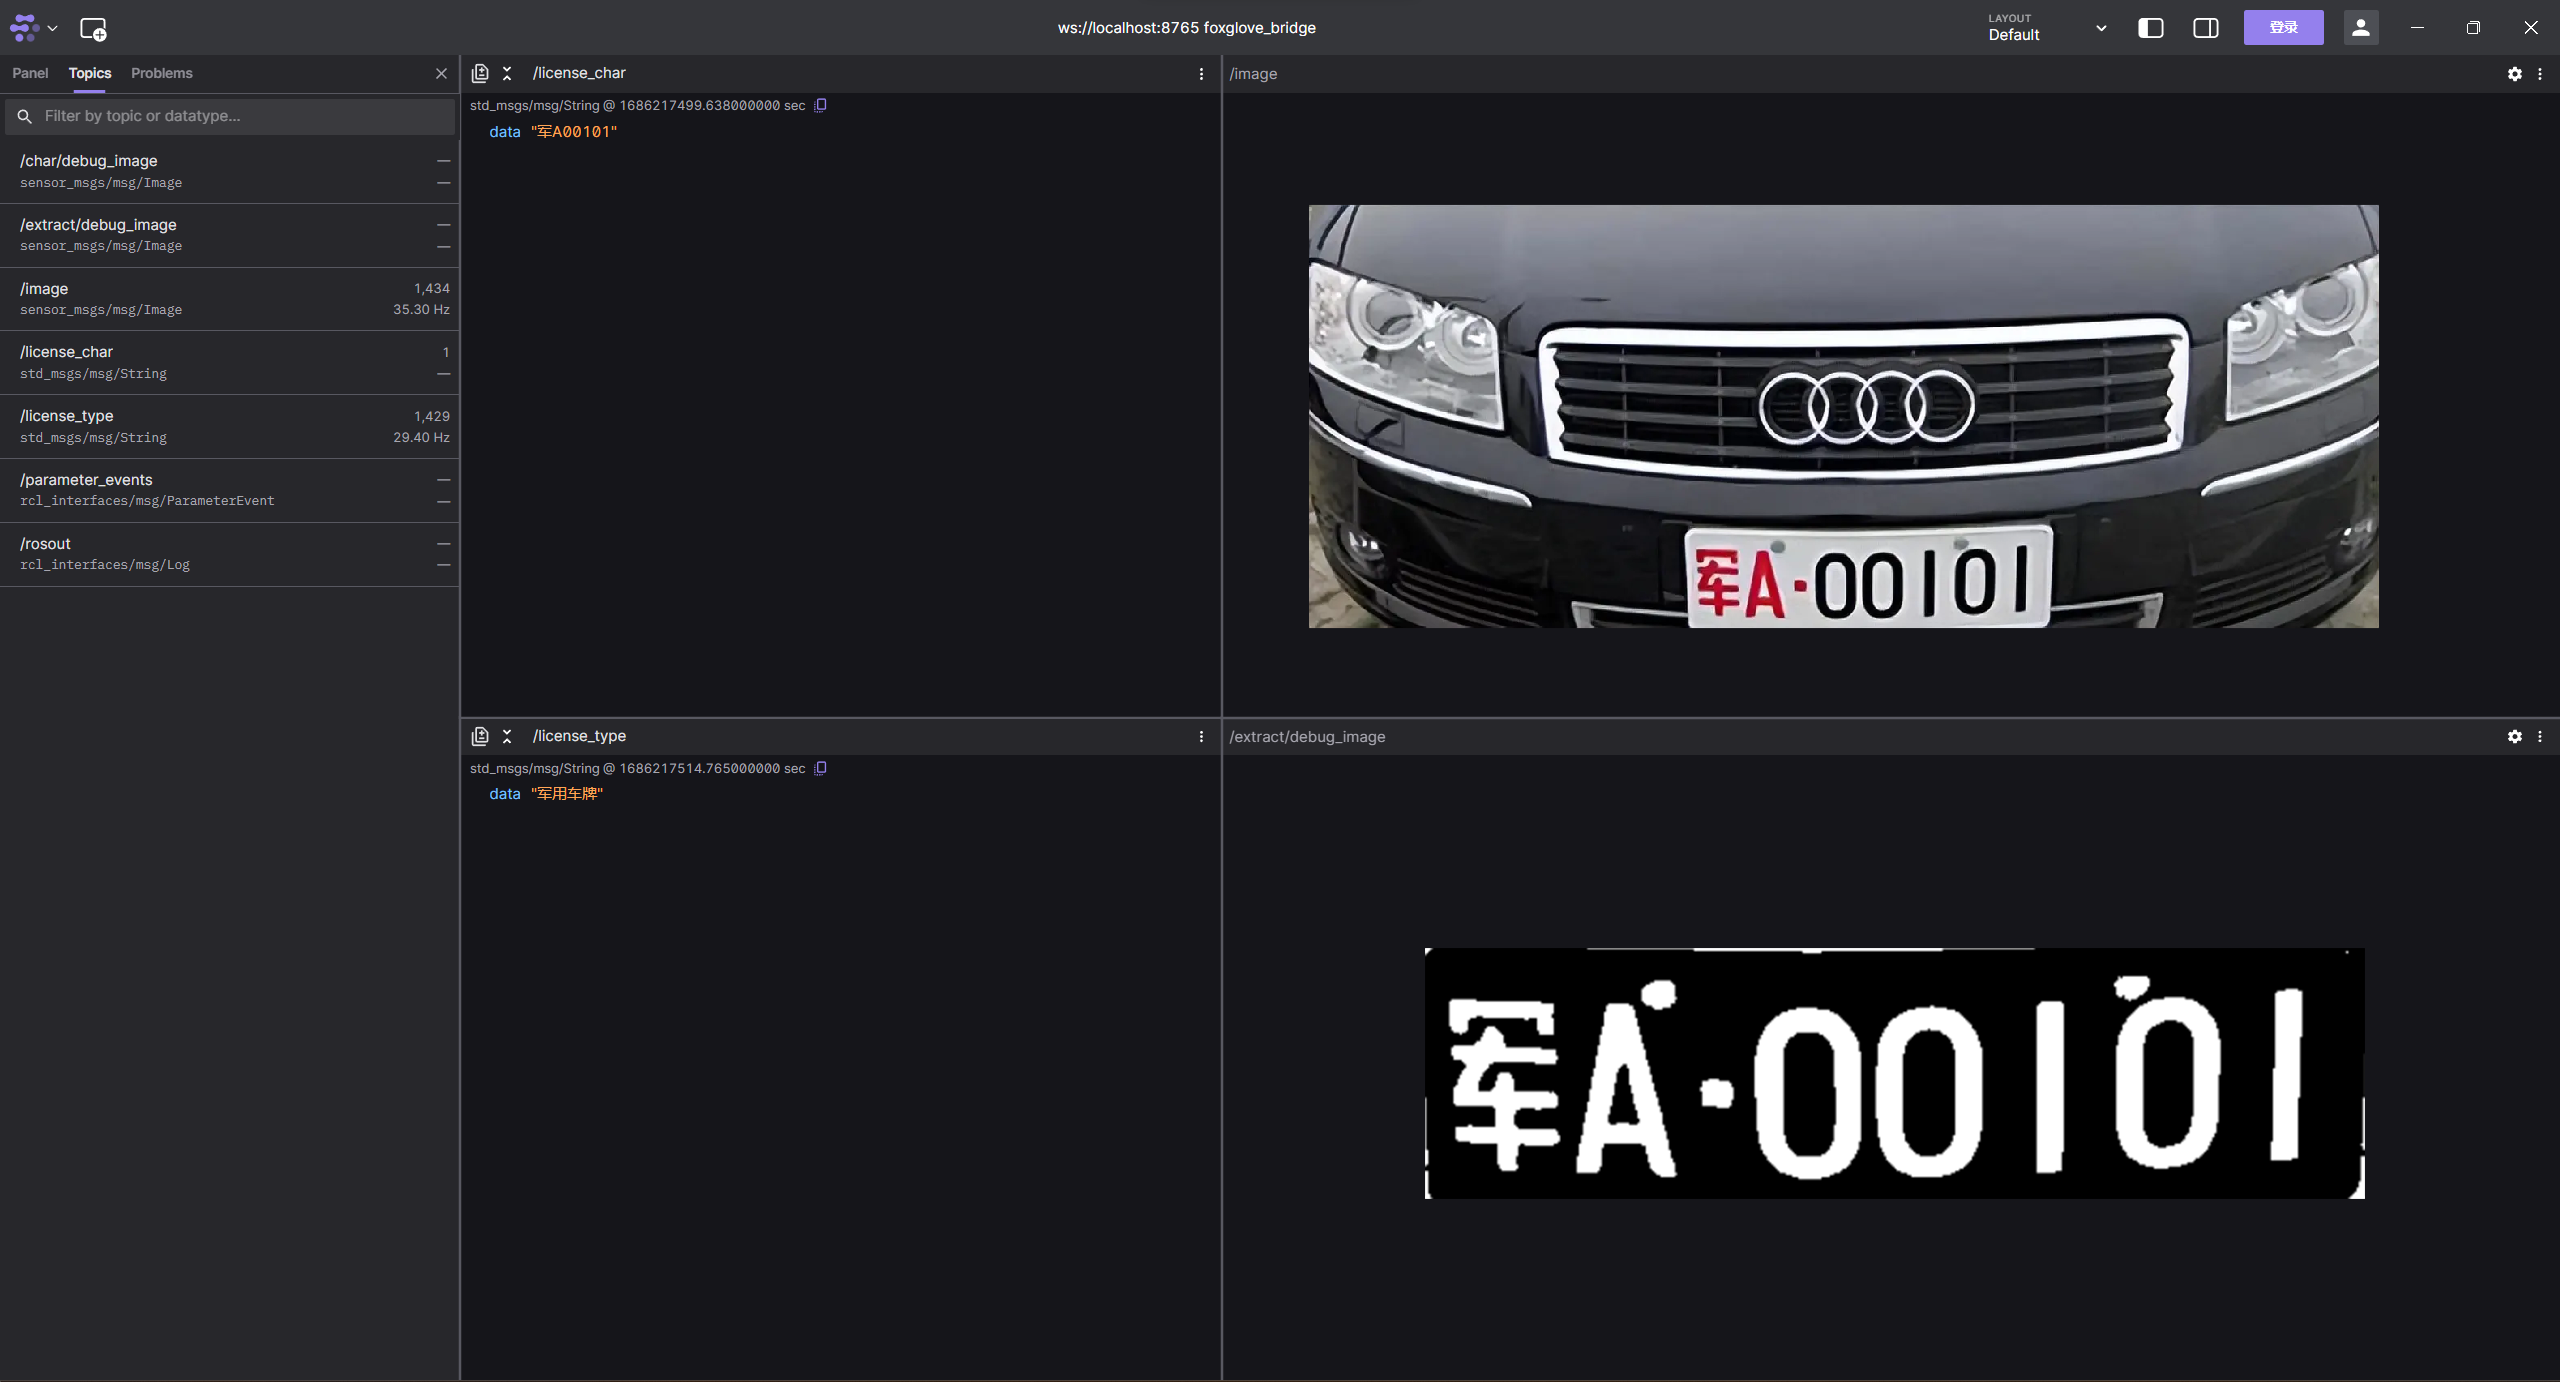 ws://localhost:8765 foxglove_bridge
LAYOUT
Default
登录
Panel
Topics
Problems
Filter by topic or datatype...
/char/debug_image
—
sensor_msgs/msg/Image
—
/extract/debug_image
—
sensor_msgs/msg/Image
—
/image
1,434
sensor_msgs/msg/Image
35.30 Hz
/license_char
1
std_msgs/msg/String
—
/license_type
1,429
std_msgs/msg/String
29.40 Hz
/parameter_events
—
rcl_interfaces/msg/ParameterEvent
—
/rosout
—
rcl_interfaces/msg/Log
—
/license_char
std_msgs/msg/String @ 1686217499.638000000 sec
data "军A00101"
/image
军A·00101
/license_type
std_msgs/msg/String @ 1686217514.765000000 sec
data "军用车牌"
/extract/debug_image
军A·00101